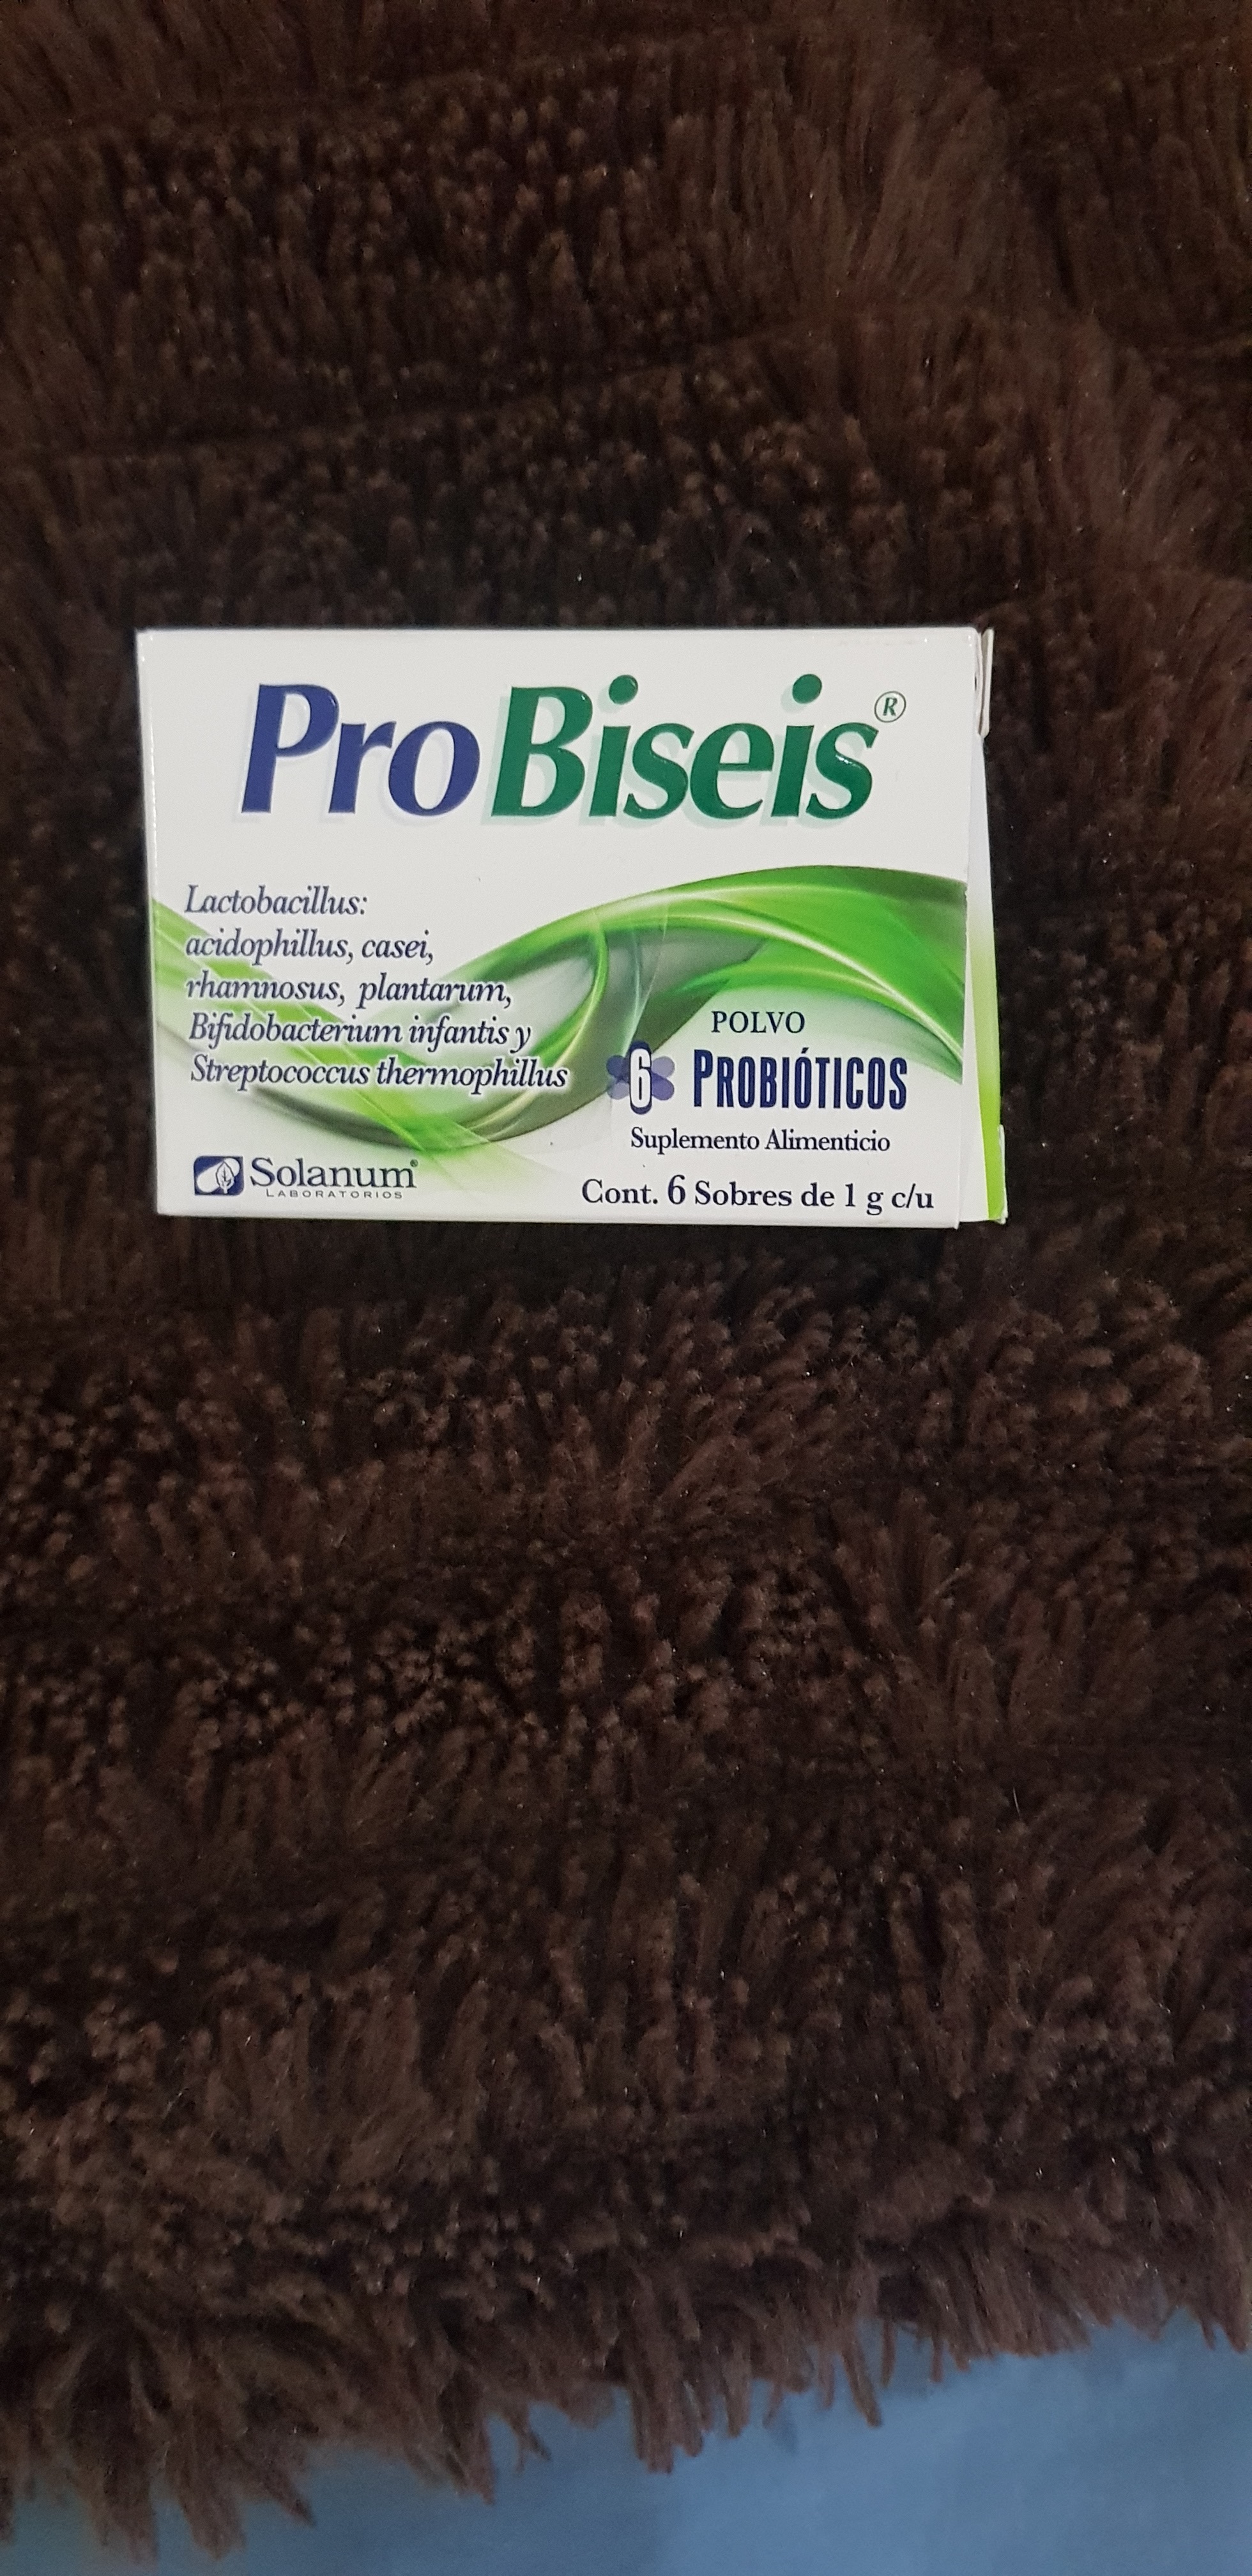 ProBiseis®
Lactobacillus:
acidophillus, casei,
rhamnosus, plantarum,
Bifidobacterium infantis y
Streptococcus thermophillus
POLVO
6 PROBIÓTICOS
Suplemento Alimenticio
Solanum®
LABORATORIOS
Cont. 6 Sobres de 1 g c/u